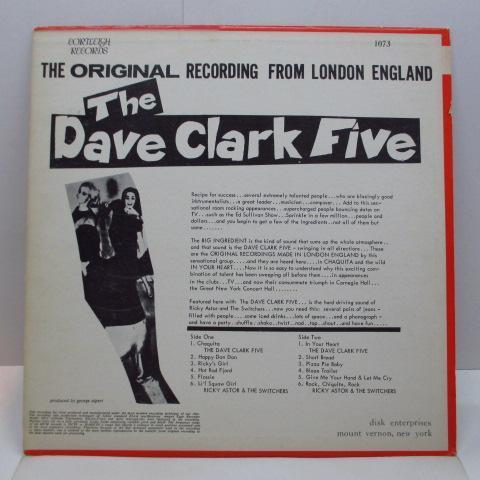 CORTLEIGH
RECORDS
1073
THE ORIGINAL RECORDING FROM LONDON ENGLAND
The
Dave Clark Five
Recipe for success...several extremely talented people...who are blazingly good
instrumentalists...a great leader...musician...composer... Add to this sen-
sational room rocking appearances...supercharged people bouncing dates on
TV...such as the Ed Sullivan Show...Sprinkle in a few million...people and
dollars...and you begin to get a few of the ingredients...not all of them but
some.......
The BIG INGREDIENT is the kind of sound that sums up the whole atmosphere..
and that sound is the DAVE CLARK FIVE - swinging in all directions...These
are the ORIGINAL RECORDINGS MADE IN LONDON ENGLAND by this
sensational group....and they are heard here....in CHAQUITA and the wild
IN YOUR HEART....Now it is so easy to understand why this exciting com-
bination of talent has been sweeping all before them....in appearances
in the clubs...TV....and now their consummate triumph in Carnegie Hall...
the Great New York Concert Hall........
Featured here with The DAVE CLARK FIVE...is the hard driving sound of
Ricky Astor and The Switchers...now you need this: several pairs of jeans -
filled with people....some iced drinks...lots of space...and a phonograph -
and have a party..shuffle..shake..twist..nod..tap..shout..and have fun.....
Side One
1. Chaquita
THE DAVE CLARK FIVE
2. Happy Dan Dan
3. Ricky's Girl
4. Hot Rod Fjord
5. Flossie
6. Li'l Square Girl
RICKY ASTOR & THE SWITCHERS
Side Two
1. In Your Heart
THE DAVE CLARK FIVE
2. Short Bread
3. Pizza Pie Baby
4. Blaze Trailer
5. Give Me Your Hand & Let Me Cry
6. Rock, Chiquita, Rock
RICKY ASTOR & THE SWITCHERS
produced by george alpert
disk enterprises
mount vernon, new york